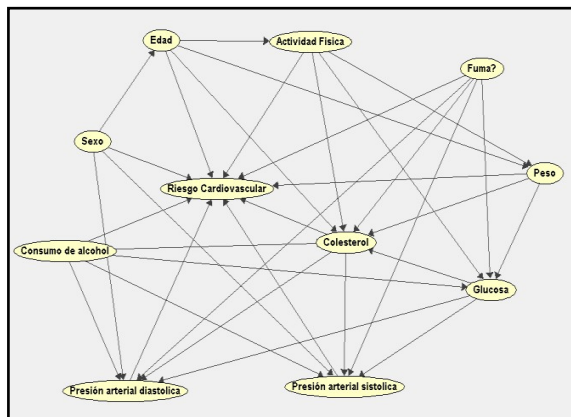 Edad
Actividad Fisica
Fuma?
Sexo
Peso
Riesgo Cardiovascular
Colesterol
Consumo de alcohol
Glucosa
Presión arterial diastolica
Presión arterial sistolica